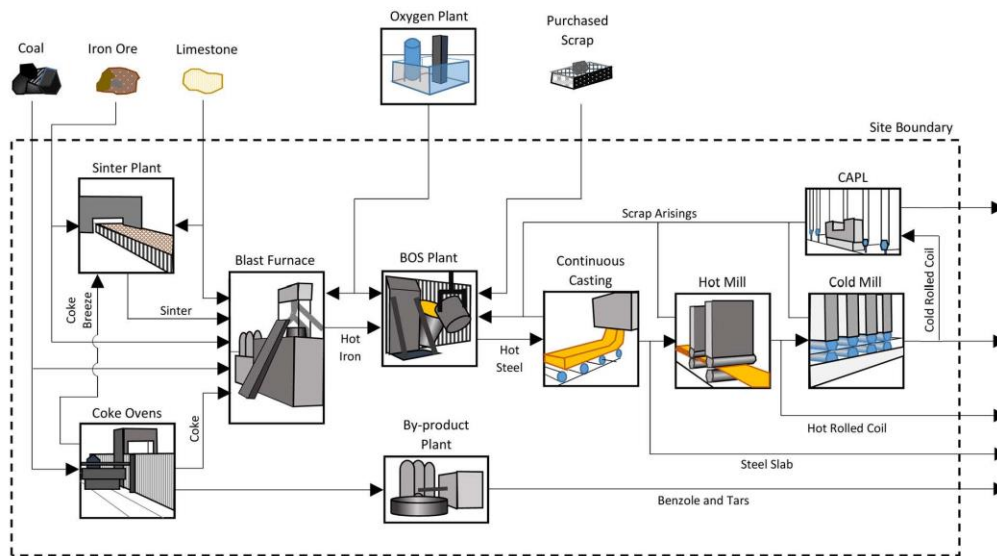 Oxygen Plant
Purchased
Scrap
Coal
Iron Ore
Limestone
Site Boundary
Sinter Plant
CAPL
Scrap Arisings
Blast Furnace
BOS Plant
Continuous
Casting
Hot Mill
Cold Mill
Cold Rolled Coil
Coke
Breeze
Sinter
Hot
Iron
Hot
Steel
Coke Ovens
Coke
By-product
Plant
Hot Rolled Coil
Steel Slab
Benzole and Tars